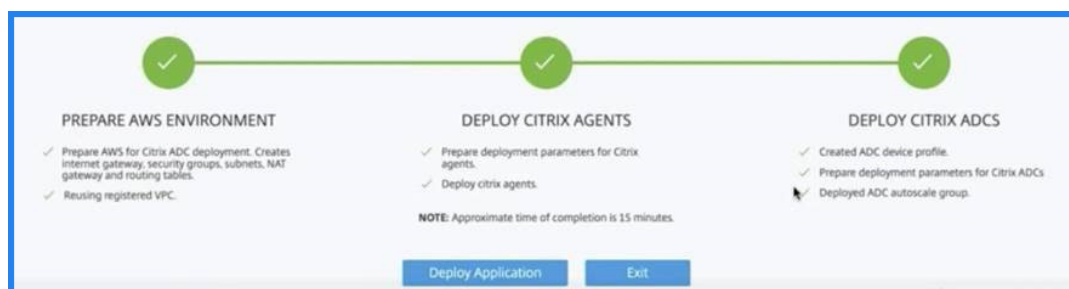 PREPARE AWS ENVIRONMENT
Prepare AWS for Citrix ADC deployment. Creates
internet gateway, security groups, subnets, NAT
gateway and routing tables.
Reusing registered VPC.
DEPLOY CITRIX AGENTS
Prepare deployment parameters for Citrix
agents.
Deploy citrix agents.
NOTE: Approximate time of completion is 15 minutes.
DEPLOY CITRIX ADCS
Created ADC device profile.
Prepare deployment parameters for Citrix ADCs
Deployed ADC autoscale group.
Deploy Application
Exit